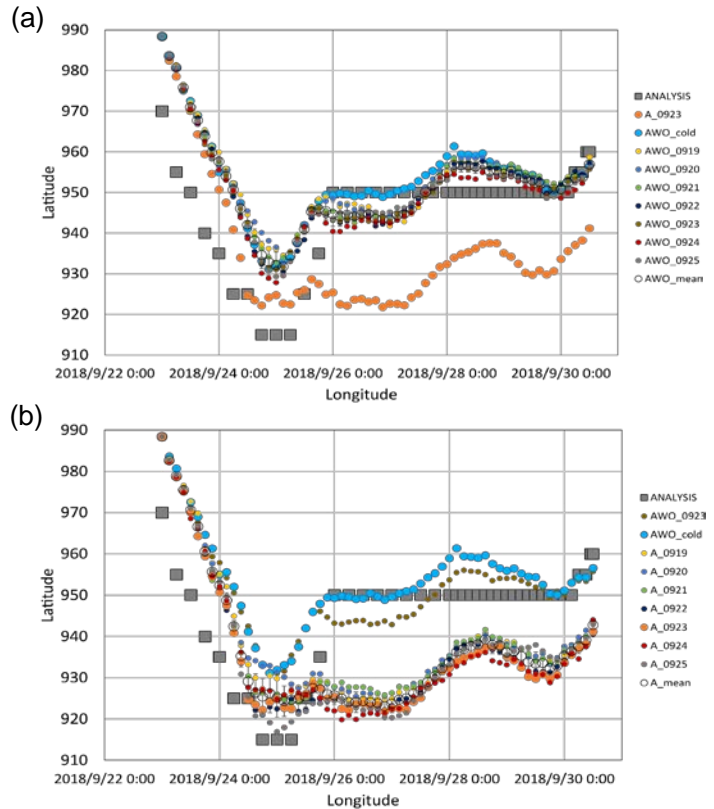 (a)
990
980
970
960
950
940
930
920
910
Latitude
2018/9/22 0:00 2018/9/24 0:00 2018/9/26 0:00 2018/9/28 0:00 2018/9/30 0:00
Longitude
ANALYSIS
A_0923
AWO_cold
AWO_0919
AWO_0920
AWO_0921
AWO_0922
AWO_0923
AWO_0924
AWO_0925
AWO_mean
(b)
990
980
970
960
950
940
930
920
910
Latitude
2018/9/22 0:00 2018/9/24 0:00 2018/9/26 0:00 2018/9/28 0:00 2018/9/30 0:00
Longitude
ANALYSIS
AWO_0923
AWO_cold
A_0919
A_0920
A_0921
A_0922
A_0923
A_0924
A_0925
A_mean